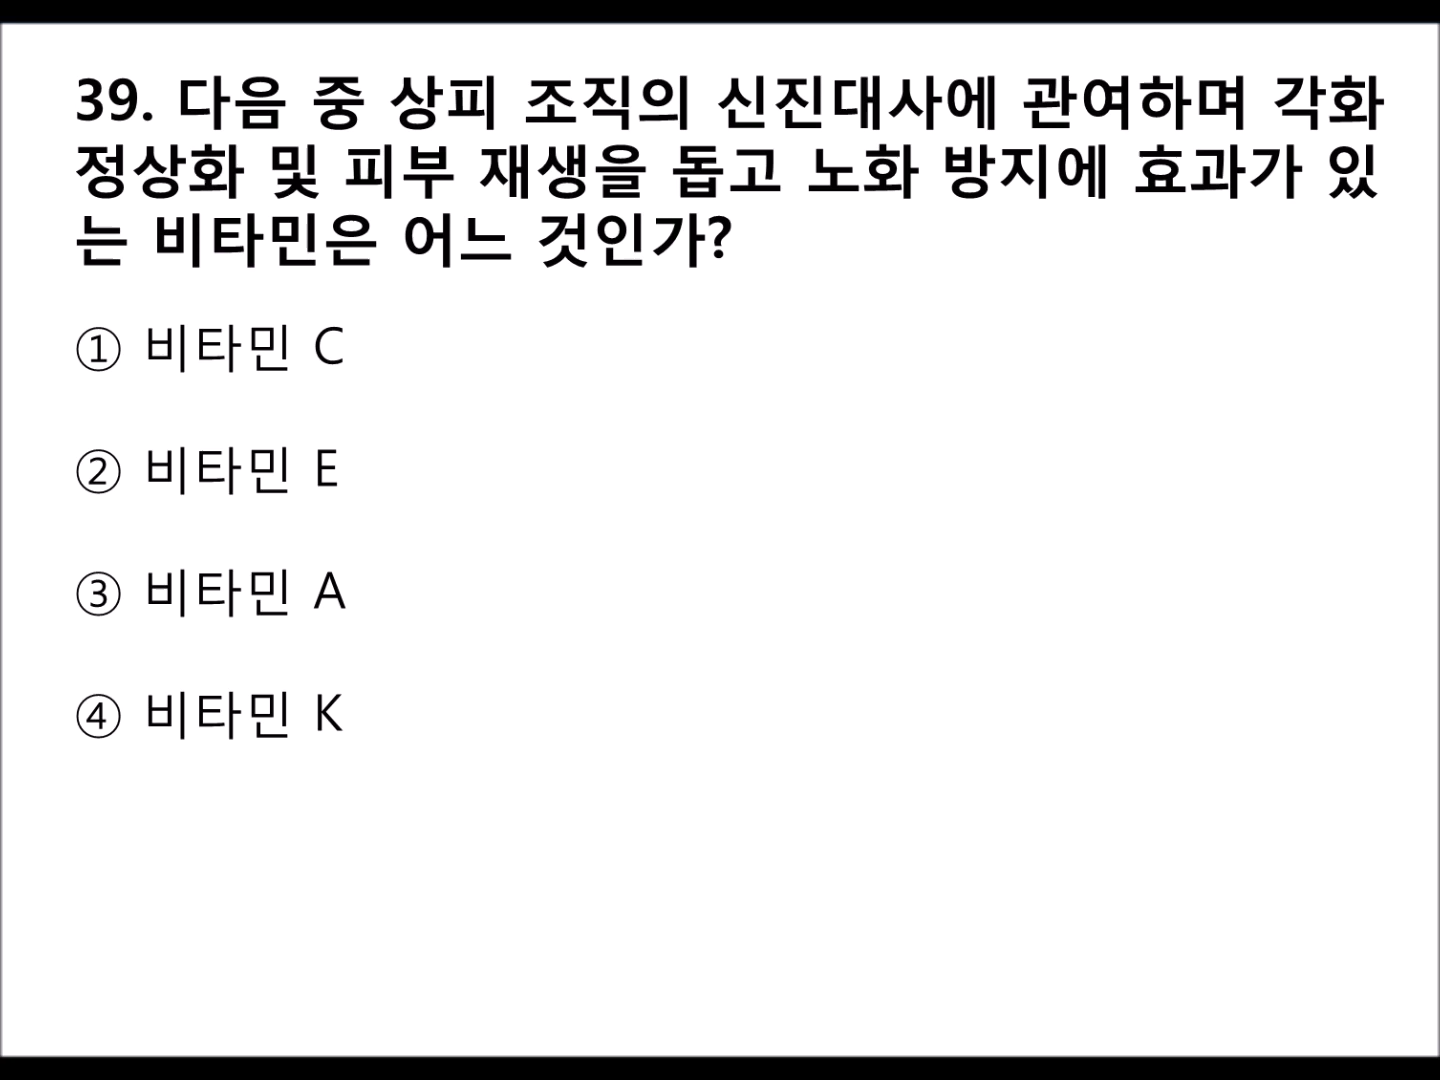 39. 다음 중 상피 조직의 신진대사에 관여하며 각화
정상화 및 피부 재생을 돕고 노화 방지에 효과가 있
는 비타민은 어느 것인가?
① 비타민 C
② 비타민 E
③ 비타민 A
④ 비타민 K